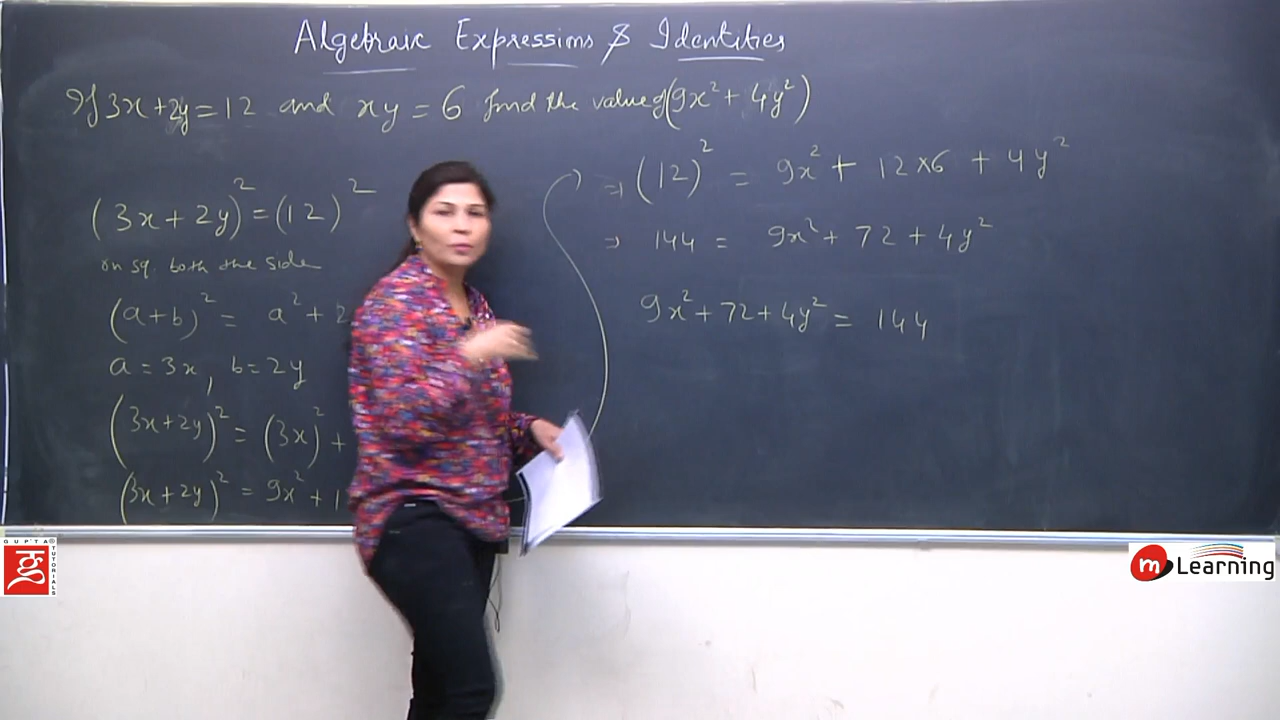 Algebraic Expressions & Identities
If 3x+2y=12 and xy = 6 find the value of (9x² + 4y²)
(3x+2y)² = (12)²
on sq. both the side
(a+b)² = a² + 2
a = 3x, b = 2y
(3x+2y)² = (3x)² +
(3x+2y)² = 9x² + 1
⇒ (12)² = 9x² + 12×6 + 4y²
⇒ 144 = 9x² + 72 + 4y²
9x² + 72 + 4y² = 144
GUPTA®
TUTORIALS
m Learning